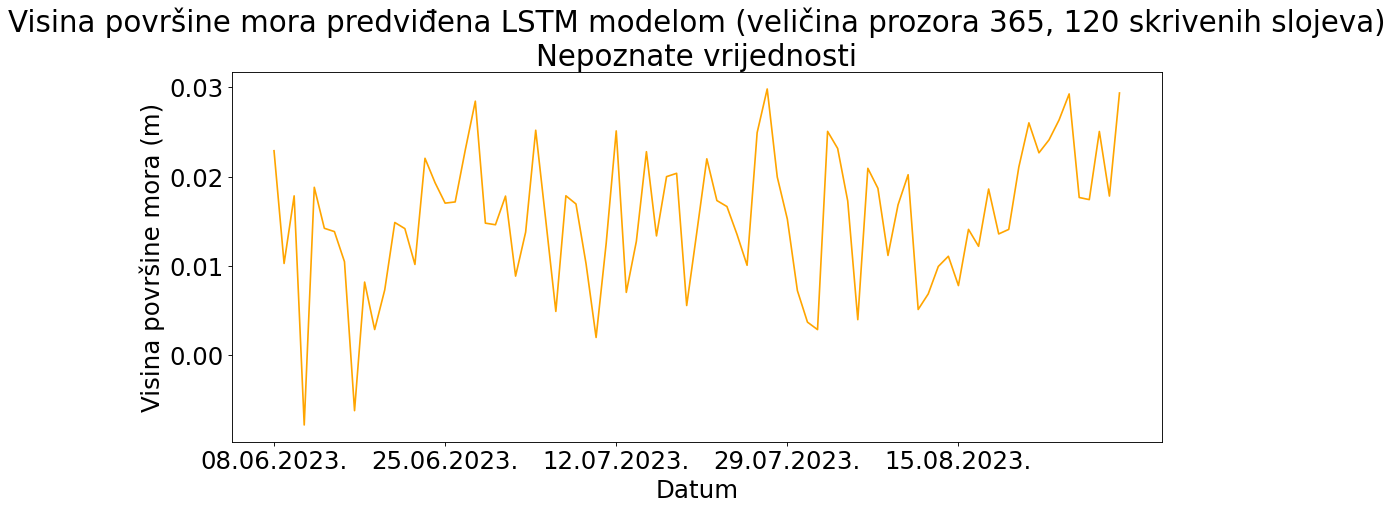 Visina površine mora predviđena LSTM modelom (veličina prozora 365, 120 skrivenih slojeva)
Nepoznate vrijednosti
Visina površine mora (m)
0.03
0.02
0.01
0.00
08.06.2023. 25.06.2023. 12.07.2023. 29.07.2023. 15.08.2023.
Datum